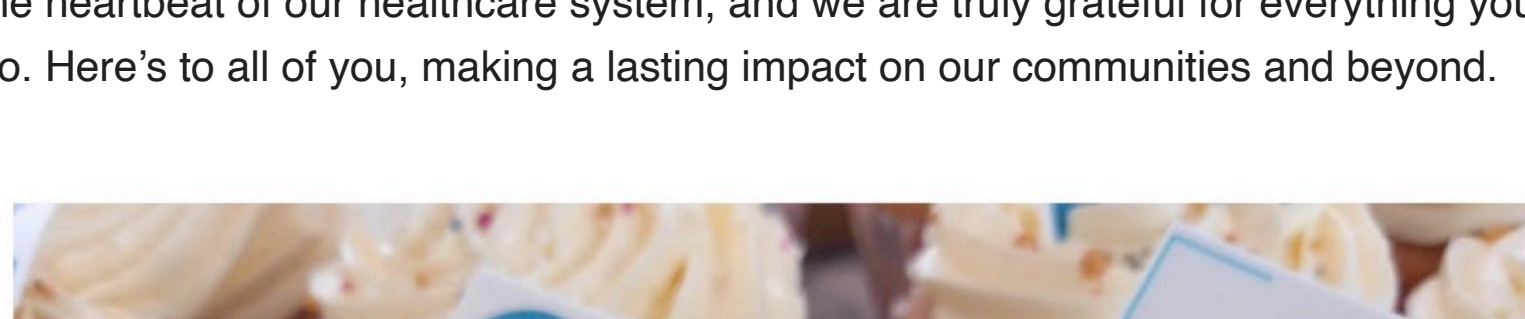 heartbeat of our healthcare system, and we are truly grateful for everything you
Here’s to all of you, making a lasting impact on our communities and beyond.